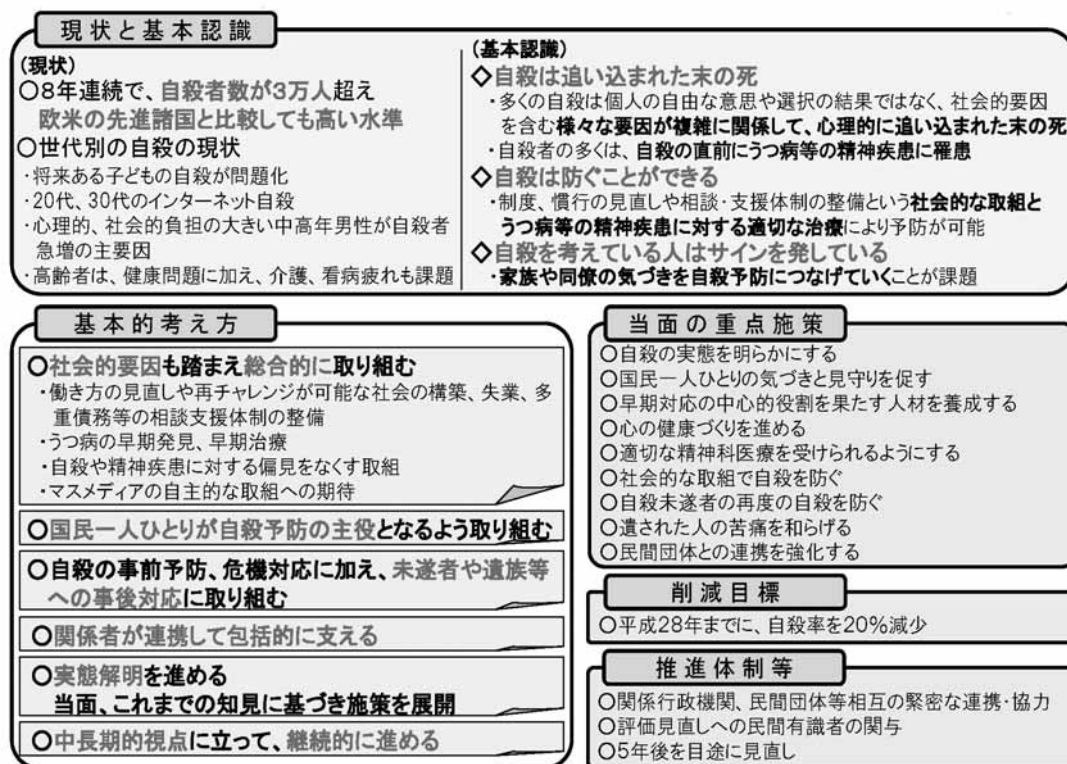 現状と基本認識
(現状)
○8年連続で、自殺者数が3万人超え
欧米の先進諸国と比較しても高い水準
○世代別の自殺の現状
・将来ある子どもの自殺が問題化
・20代、30代のインターネット自殺
・心理的、社会的負担の大きい中高年男性が自殺者
急増の主要因
・高齢者は、健康問題に加え、介護、看病疲れも課題
(基本認識)
◇自殺は追い込まれた末の死
・多くの自殺は個人の自由な意思や選択の結果ではなく、社会的要因
を含む様々な要因が複雑に関係して、心理的に追い込まれた末の死
・自殺者の多くは、自殺の直前にうつ病等の精神疾患に罹患
◇自殺は防ぐことができる
・制度、慣行の見直しや相談・支援体制の整備という社会的な取組と
うつ病等の精神疾患に対する適切な治療により予防が可能
◇自殺を考えている人はサインを発している
・家族や同僚の気づきを自殺予防につなげていくことが課題
基本的考え方
○社会的要因も踏まえ総合的に取り組む
・働き方の見直しや再チャレンジが可能な社会の構築、失業、多
重債務等の相談支援体制の整備
・うつ病の早期発見、早期治療
・自殺や精神疾患に対する偏見をなくす取組
・マスメディアの自主的な取組への期待
○国民一人ひとりが自殺予防の主役となるよう取り組む
○自殺の事前予防、危機対応に加え、未遂者や遺族等
への事後対応に取り組む
○関係者が連携して包括的に支える
○実態解明を進める
当面、これまでの知見に基づき施策を展開
○中長期的視点に立って、継続的に進める
当面の重点施策
○自殺の実態を明らかにする
○国民一人ひとりの気づきと見守りを促す
○早期対応の中心的役割を果たす人材を養成する
○心の健康づくりを進める
○適切な精神科医療を受けられるようにする
○社会的な取組で自殺を防ぐ
○自殺未遂者の再度の自殺を防ぐ
○遺された人の苦痛を和らげる
○民間団体との連携を強化する
削減目標
○平成28年までに、自殺率を20%減少
推進体制等
○関係行政機関、民間団体等相互の緊密な連携・協力
○評価見直しへの民間有識者の関与
○5年後を目途に見直し